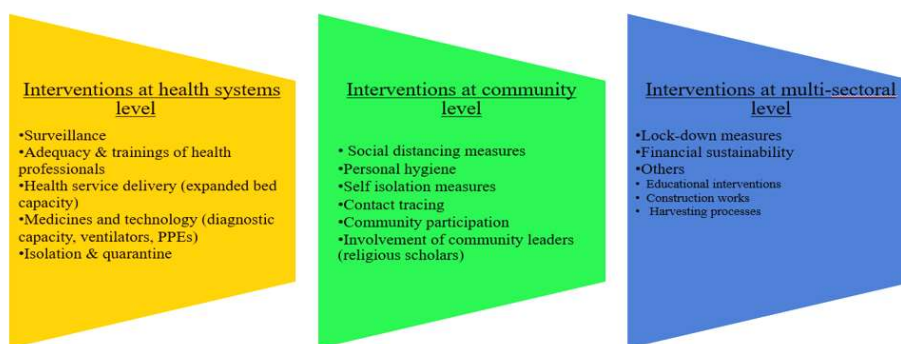 Interventions at health systems
level
•Surveillance
•Adequacy & trainings of health
professionals
•Health service delivery (expanded bed
capacity)
•Medicines and technology (diagnostic
capacity, ventilators, PPEs)
•Isolation & quarantine
Interventions at community
level
• Social distancing measures
•Personal hygiene
•Self isolation measures
•Contact tracing
•Community participation
•Involvement of community leaders
(religious scholars)
Interventions at multi-sectoral
level
•Lock-down measures
•Financial sustainability
•Others
• Educational interventions
• Construction works
• Harvesting processes